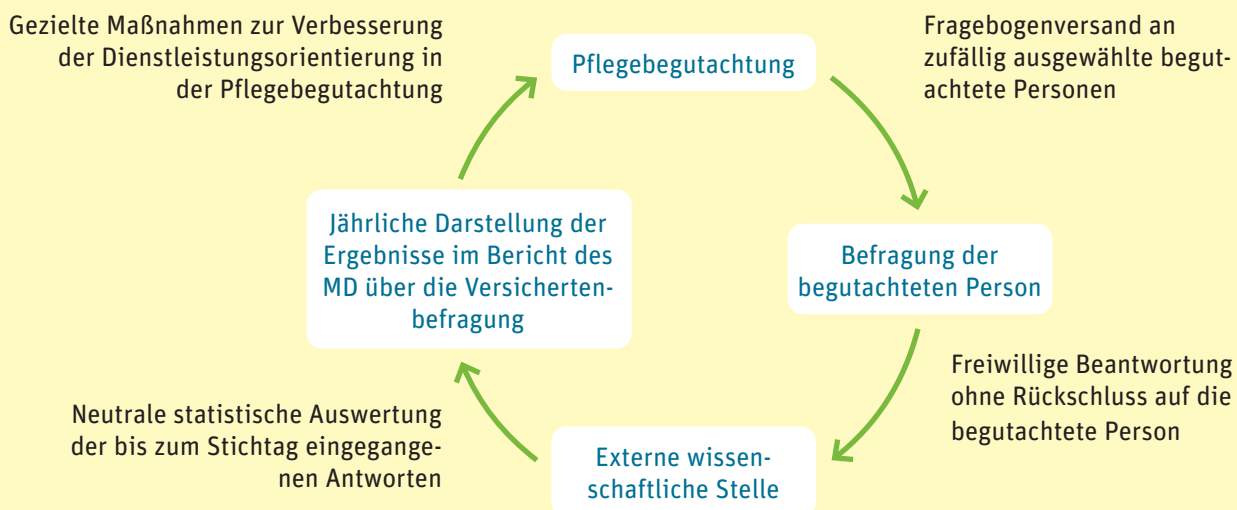 Gezielte Maßnahmen zur Verbesserung
der Dienstleistungsorientierung in
der Pflegebegutachtung
Pflegebegutachtung
Fragebogenversand an
zufällig ausgewählte begut-
achtete Personen
Jährliche Darstellung der
Ergebnisse im Bericht des
MD über die Versicherten-
befragung
Befragung der
begutachteten Person
Freiwillige Beantwortung
ohne Rückschluss auf die
begutachtete Person
Neutrale statistische Auswertung
der bis zum Stichtag eingegange-
nen Antworten
Externe wissen-
schaftliche Stelle